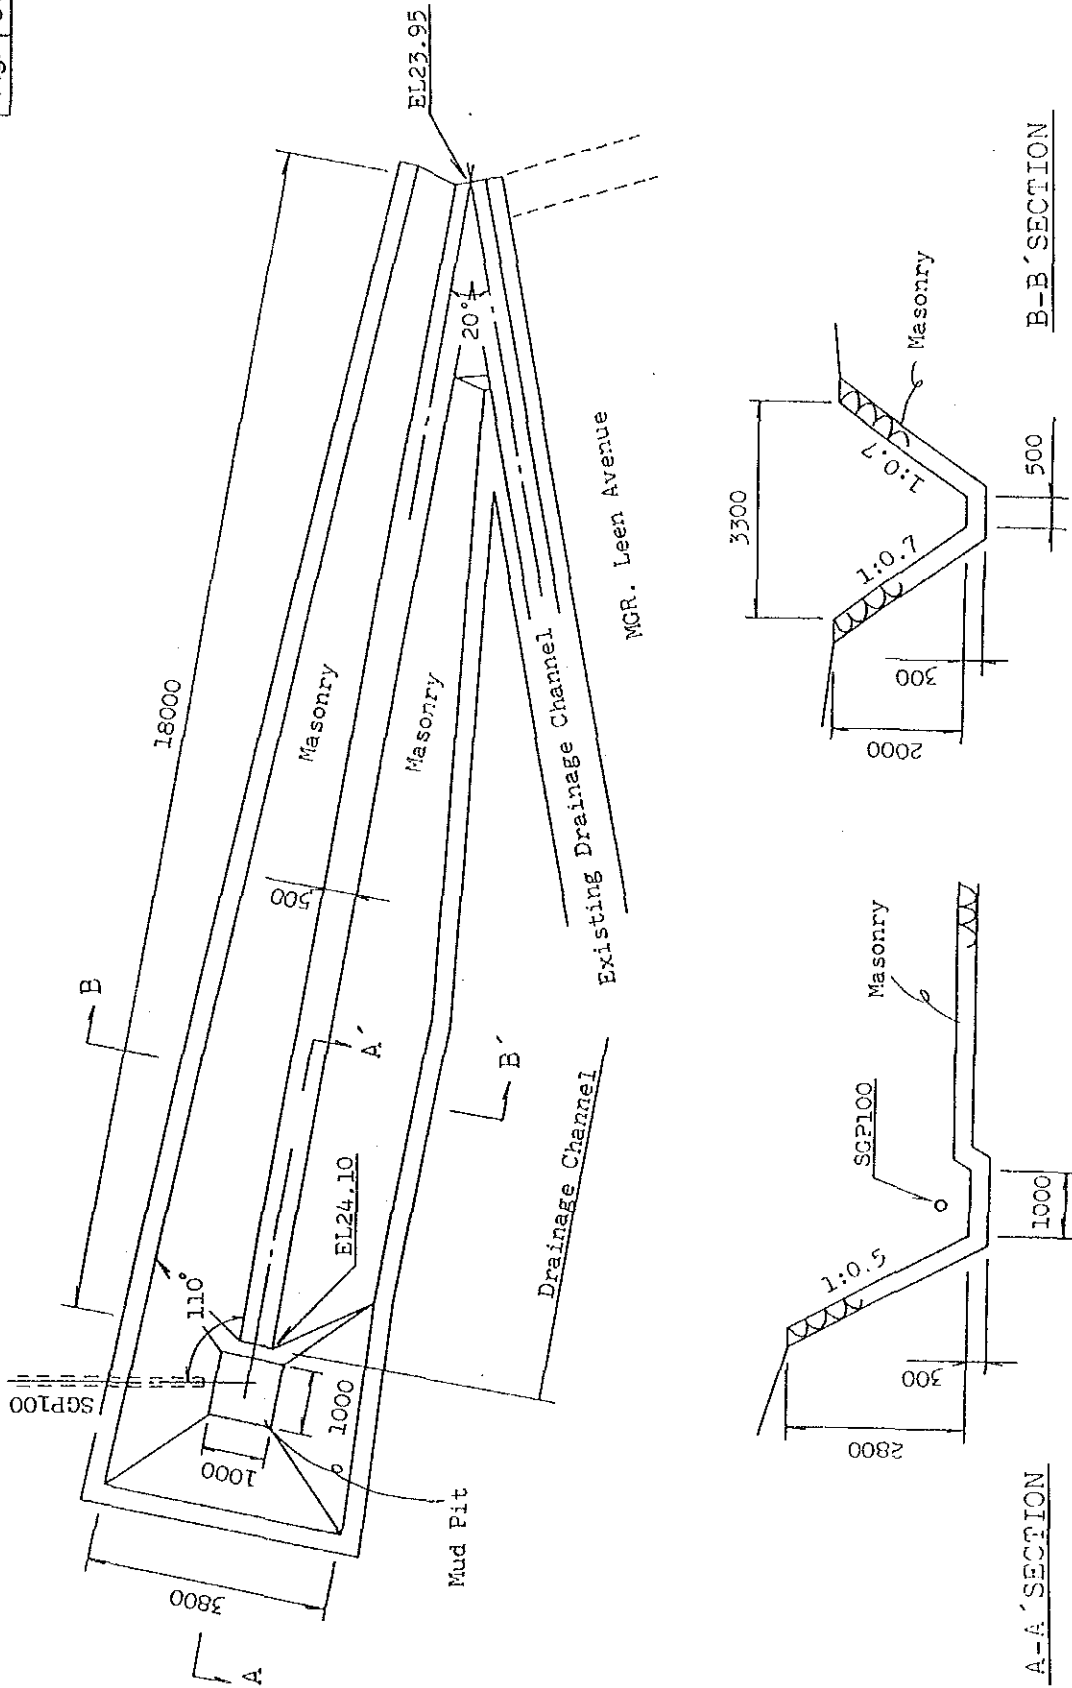 EL23.95
18000
20°
Masonry
Masonry
500
MGR. Leen Avenue
Existing Drainage Channel
B
A´
B´
Drainage Channel
EL24.10
110°
SGP100
1000
1000
Mud Pit
3800
A
A-A´SECTION
2800
300
1:0.5
1000
SGP100
Masonry
B-B´SECTION
3300
2000
300
1:0.7
1:0.7
500
Masonry